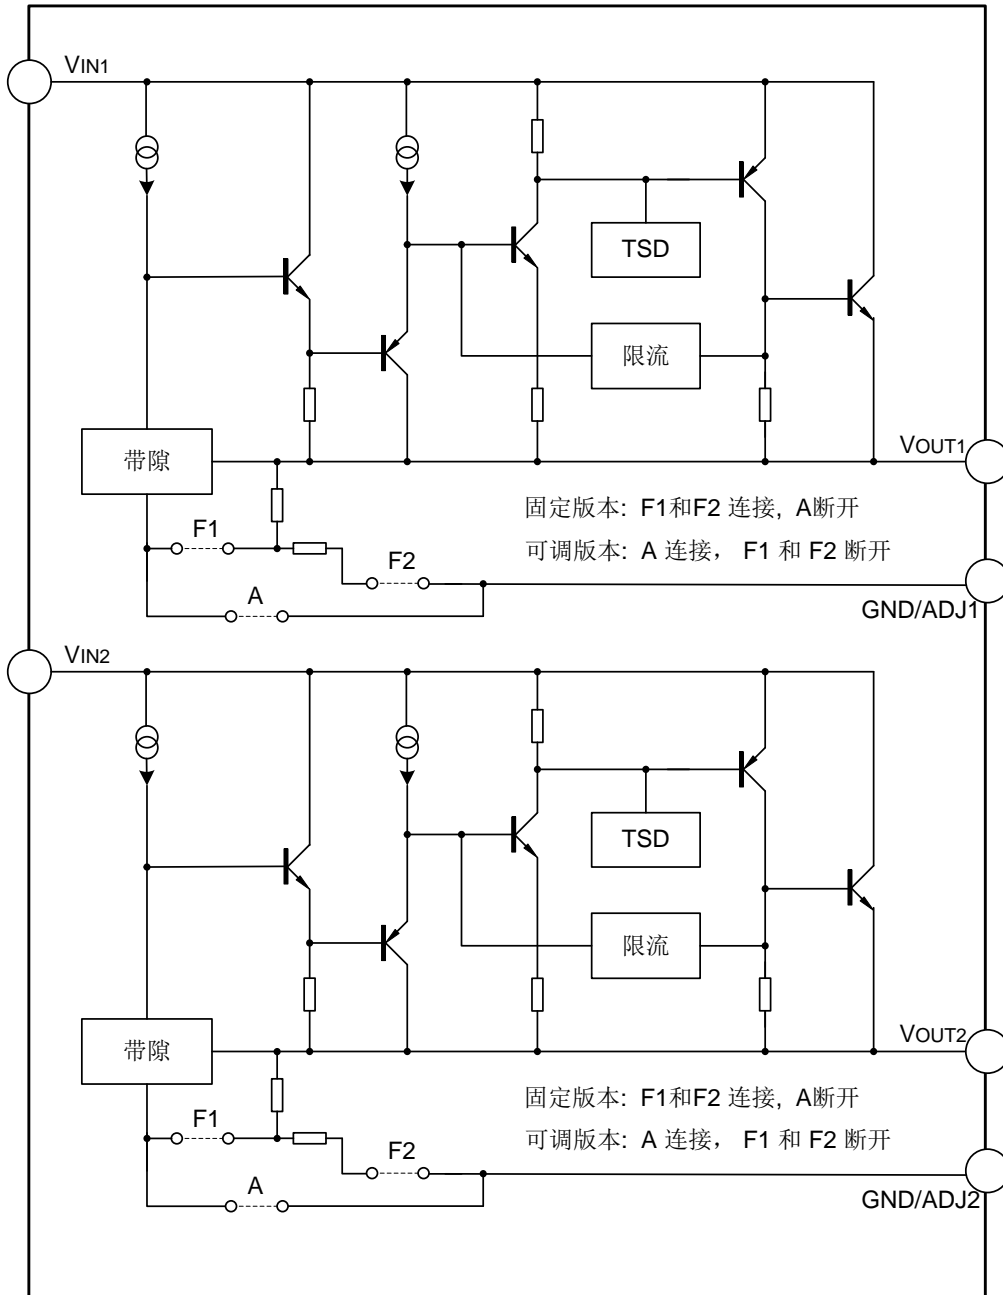 VIN1
TSD
限流
带隙
VOUT1
固定版本: F1和F2 连接, A断开
F1
可调版本: A 连接， F1 和 F2 断开
F2
A
GND/ADJ1
VIN2
TSD
限流
带隙
VOUT2
固定版本: F1和F2 连接, A断开
F1
可调版本: A 连接， F1 和 F2 断开
F2
A
GND/ADJ2